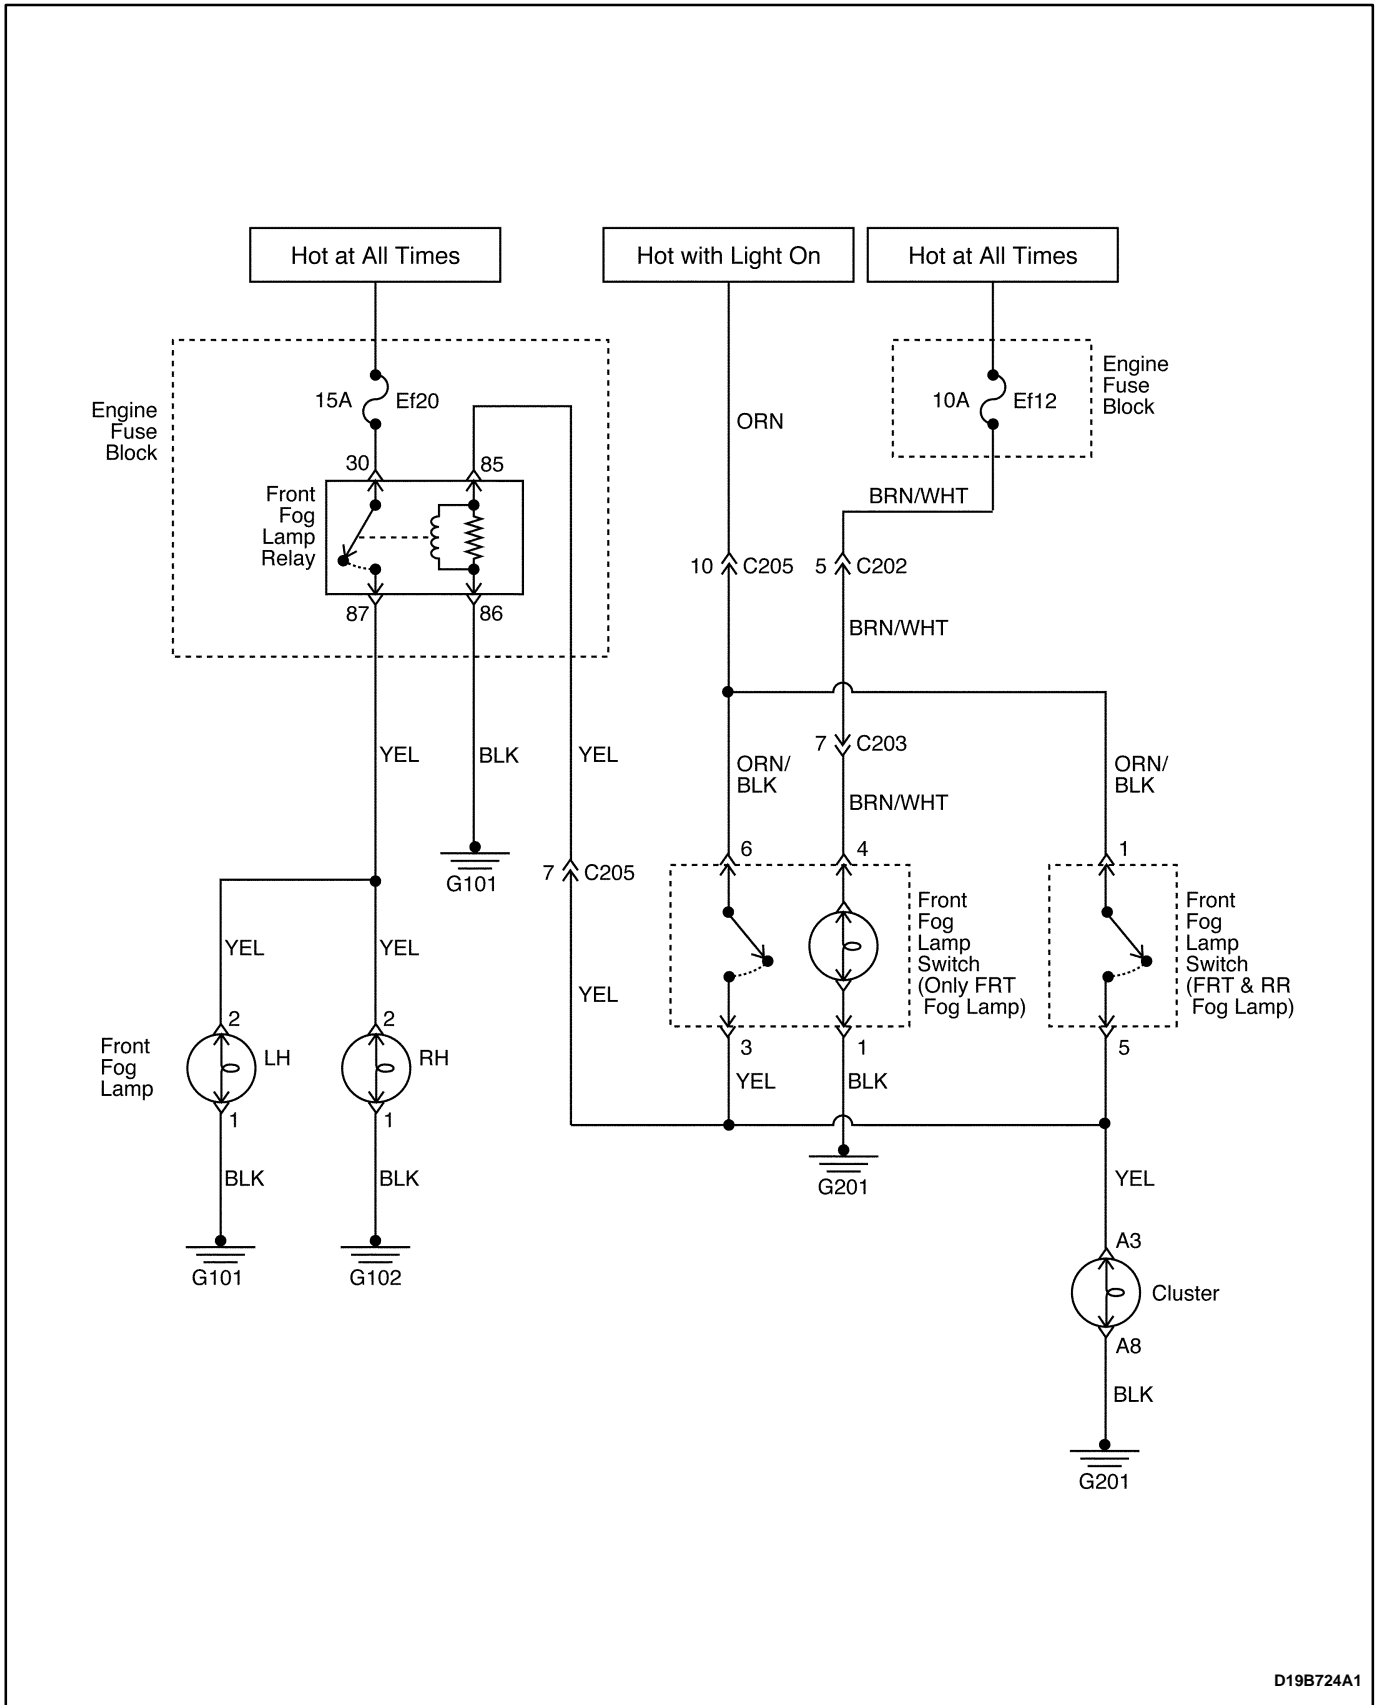 Hot at All Times
Hot with Light On
Hot at All Times
Engine
Fuse
Block
15A
Ef20
30
85
Front
Fog
Lamp
Relay
87
86
ORN
10A
Ef12
Engine
Fuse
Block
BRN/WHT
10
C205
5
C202
BRN/WHT
YEL
BLK
YEL
7
C203
ORN/
BLK
ORN/
BLK
BRN/WHT
G101
7
C205
6
4
1
Front
Fog
Lamp
Switch
(Only FRT
Fog Lamp)
Front
Fog
Lamp
Switch
(FRT & RR
Fog Lamp)
YEL
YEL
YEL
3
1
5
YEL
BLK
Front
Fog
Lamp
2
LH
1
2
RH
1
BLK
BLK
G101
G102
G201
YEL
A3
Cluster
A8
BLK
G201
D19B724A1